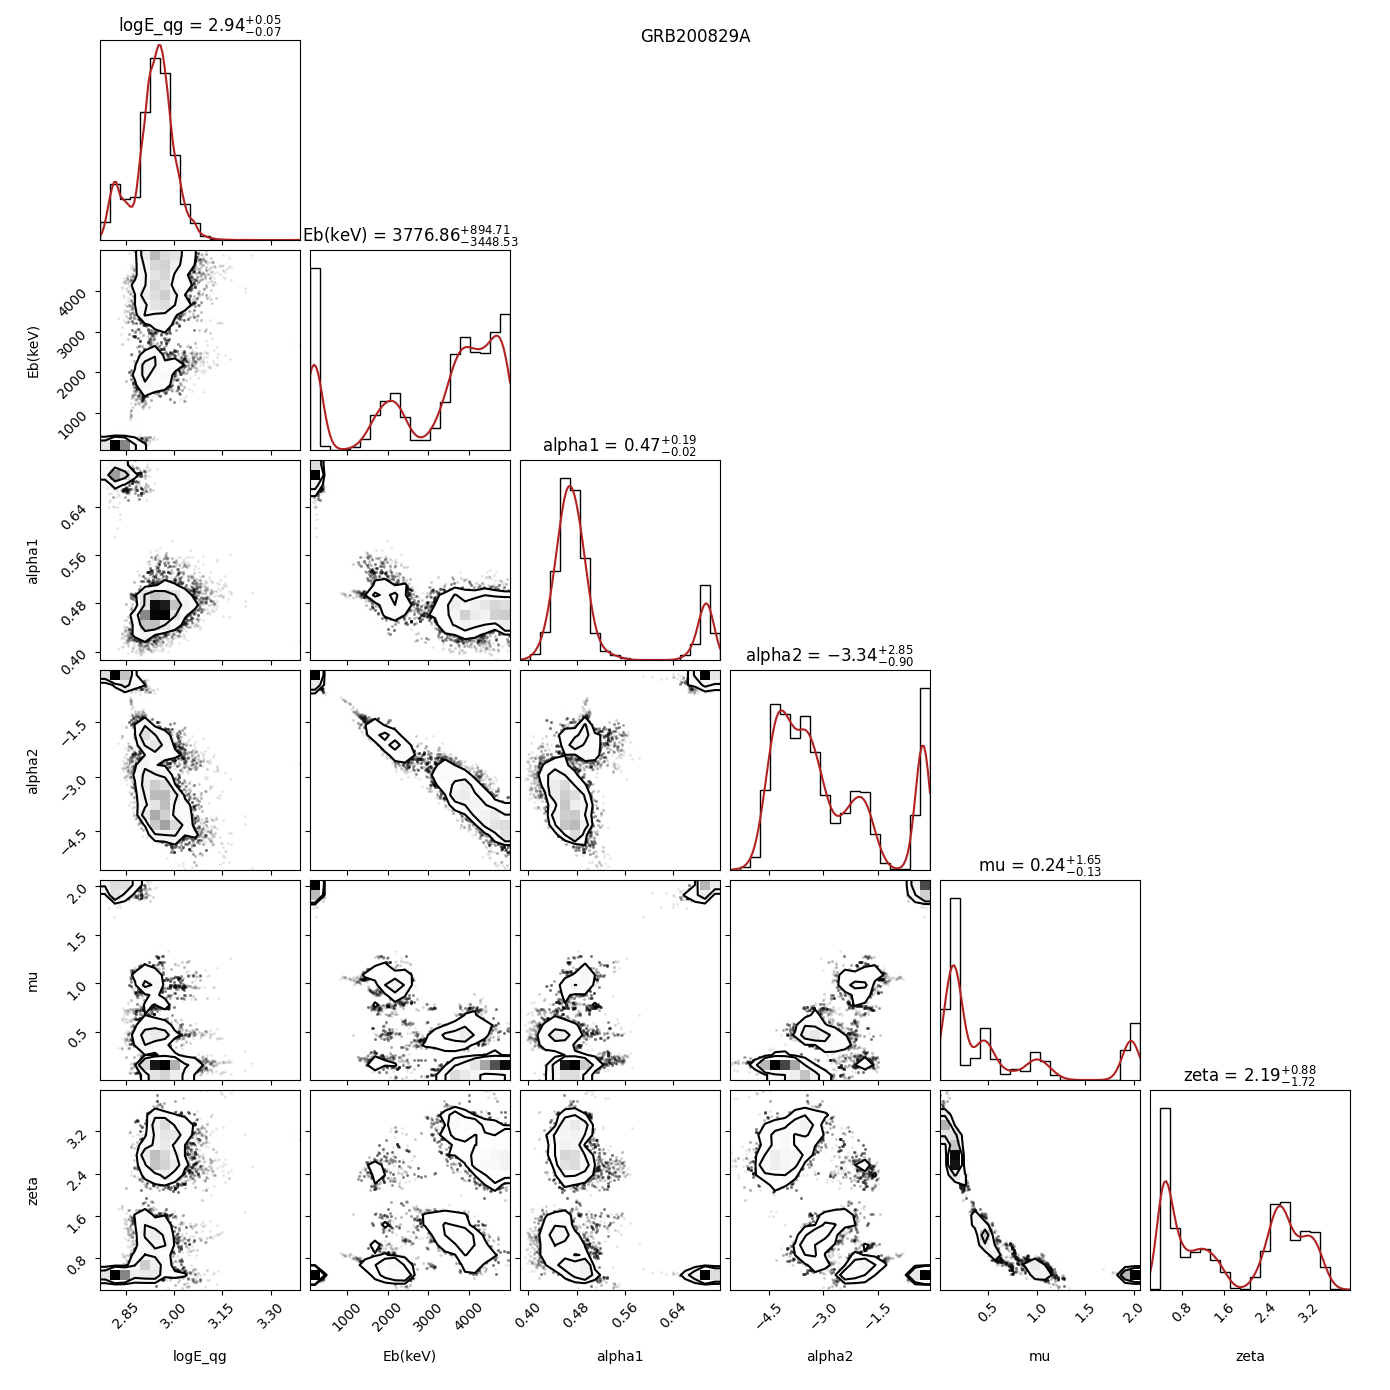 logE_qg = 2.94^{+0.05}_{-0.07}
GRB200829A
Eb(keV) = 3776.86^{+894.71}_{-3448.53}
Eb(keV)
4000
3000
2000
1000
alpha1 = 0.47^{+0.19}_{-0.02}
alpha1
0.64
0.56
0.48
0.40
alpha2 = −3.34^{+2.85}_{-0.90}
alpha2
−1.5
−3.0
−4.5
mu = 0.24^{+1.65}_{-0.13}
mu
2.0
1.5
1.0
0.5
zeta = 2.19^{+0.88}_{-1.72}
zeta
3.2
2.4
1.6
0.8
2.85 3.00 3.15 3.30 1000 2000 3000 4000 0.40 0.48 0.56 0.64 −4.5 −3.0 −1.5 0.5 1.0 1.5 2.0 0.8 1.6 2.4 3.2
logE_qg Eb(keV) alpha1 alpha2 mu zeta